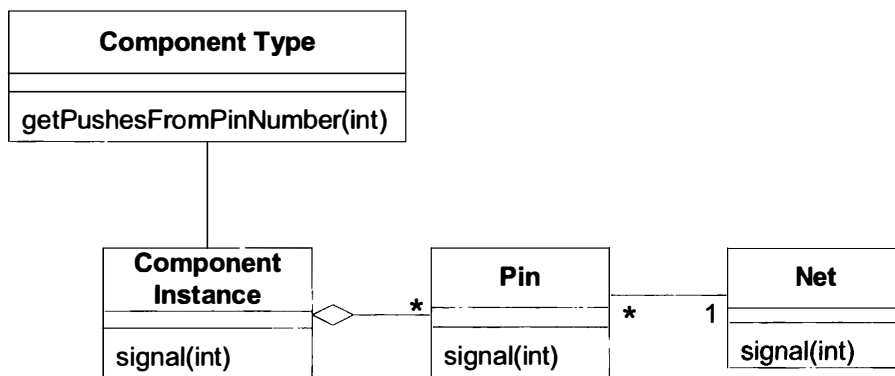 Component Type
getPushesFromPinNumber(int)
Component
Instance
signal(int)
*
Pin
signal(int)
*
1
Net
signal(int)